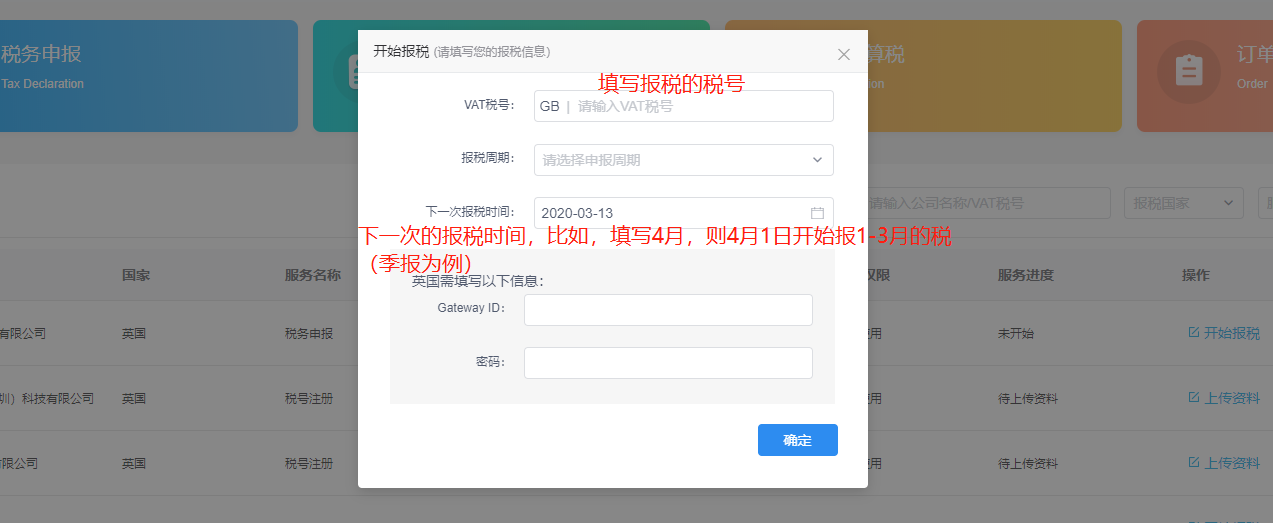 税务申报
Tax Declaration
算税
订单
Order
开始报税 (请填写您的报税信息)
填写报税的税号
VAT税号:
GB | 请输入VAT税号
报税周期:
请选择申报周期
请输入公司名称/VAT税号
报税国家
下一次报税时间:
2020-03-13
下一次的报税时间，比如，填写4月，则4月1日开始报1-3月的税
（季报为例）
英国需填写以下信息:
Gateway ID:
密码:
确定
国家
服务名称
权限
服务进度
操作
有限公司
英国
税务申报
用
未开始
开始报税
圳）科技有限公司
英国
税号注册
用
待上传资料
上传资料
有限公司
英国
税号注册
用
待上传资料
上传资料